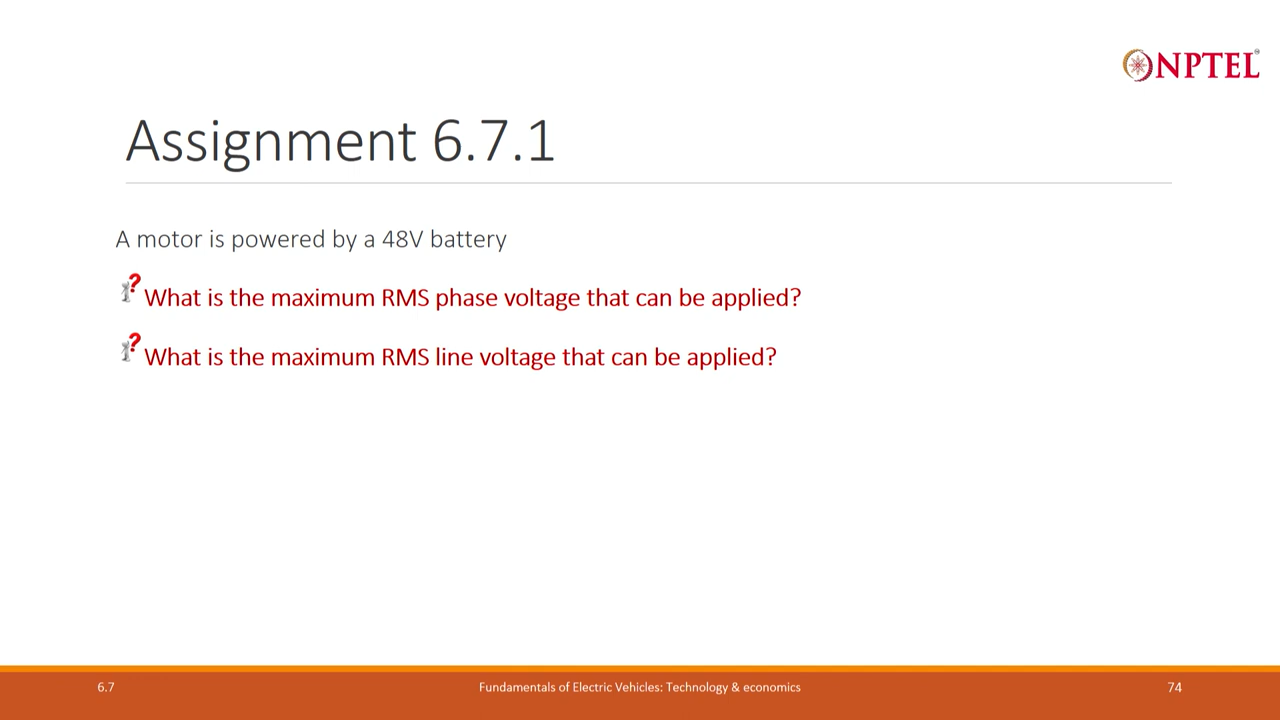 NPTEL
Assignment 6.7.1
A motor is powered by a 48V battery
? What is the maximum RMS phase voltage that can be applied?
? What is the maximum RMS line voltage that can be applied?
6.7 Fundamentals of Electric Vehicles: Technology & economics 74